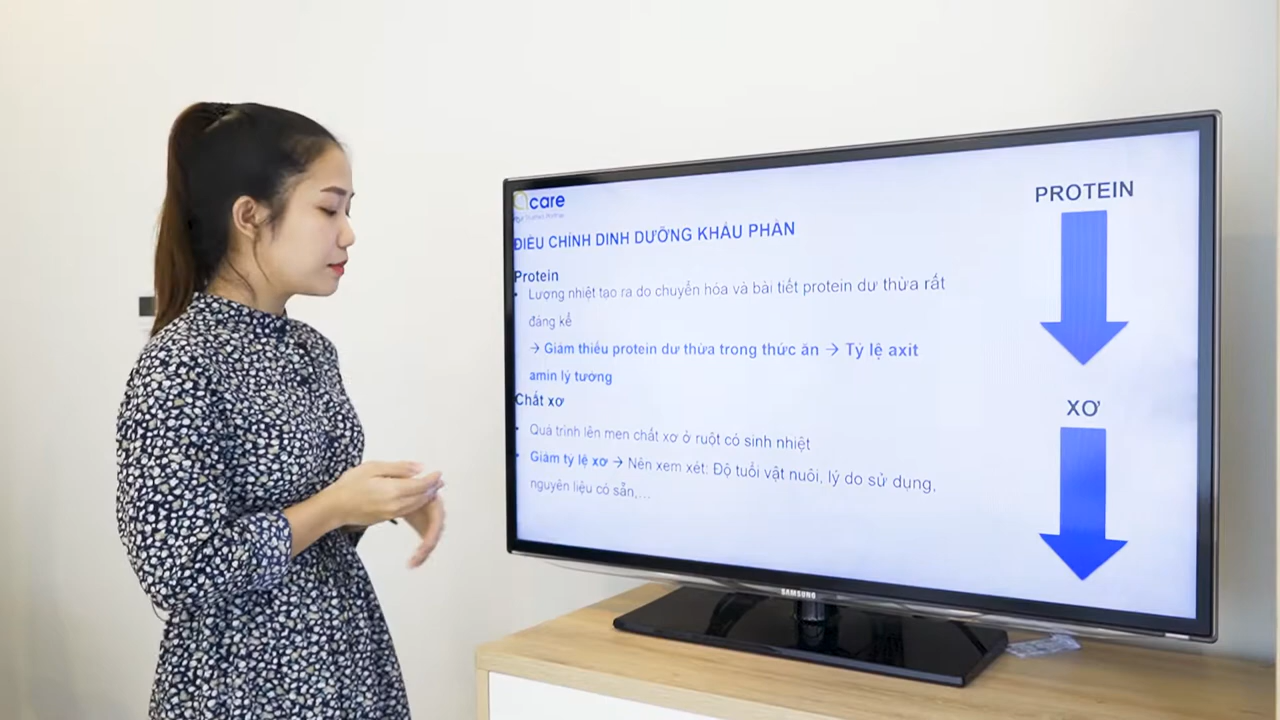 care
ĐIỀU CHỈNH DINH DƯỠNG KHẨU PHẦN
Protein
• Lượng nhiệt tạo ra do chuyển hóa và bài tiết protein dư thừa rất
đáng kể
→ Giảm thiểu protein dư thừa trong thức ăn → Tỷ lệ axit
amin lý tưởng
Chất xơ
• Quá trình lên men chất xơ ở ruột có sinh nhiệt
• Giảm tỷ lệ xơ → Nên xem xét: Độ tuổi vật nuôi, lý do sử dụng,
nguyên liệu có sẵn,...
PROTEIN
XƠ
SAMSUNG